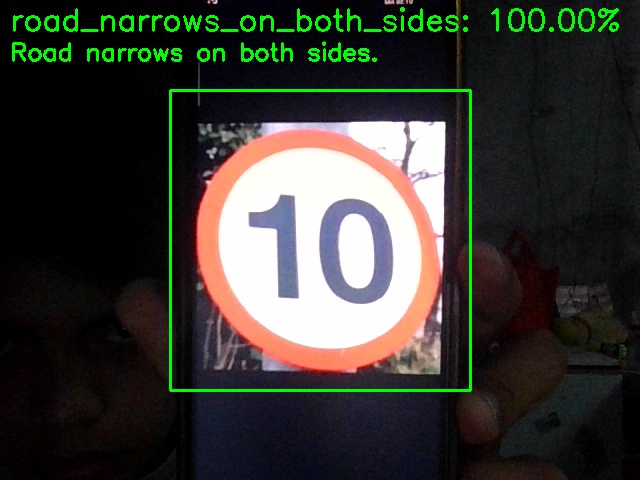 road_narrows_on_both_sides: 100.00%
Road narrows on both sides.
10